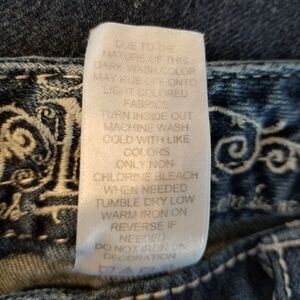 DUE TO THE
NATURE OF THIS
DARK WASH COLOR
MAY RUB OFF ONTO
LIGHT COLORED
FABRICS
TURN INSIDE OUT
MACHINE WASH
COLD WITH LIKE
COLORS
ONLY NON-
CHLORINE BLEACH
WHEN NEEDED
TUMBLE DRY LOW
WARM IRON ON
REVERSE IF
NEEDED
DO NOT IRON ON
DECORATION